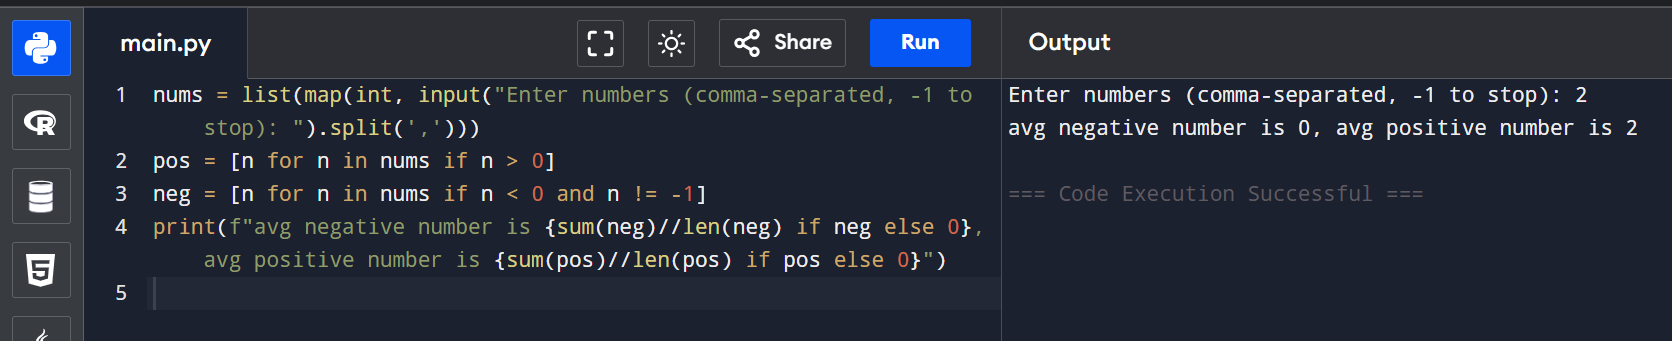 main.py
Share
Run
Output
1 nums = list(map(int, input("Enter numbers (comma-separated, -1 to
stop): ").split(',')))
2 pos = [n for n in nums if n > 0]
3 neg = [n for n in nums if n < 0 and n != -1]
4 print(f"avg negative number is {sum(neg)//len(neg) if neg else 0},
avg positive number is {sum(pos)//len(pos) if pos else 0}")
5
Enter numbers (comma-separated, -1 to stop): 2
avg negative number is 0, avg positive number is 2
=== Code Execution Successful ===